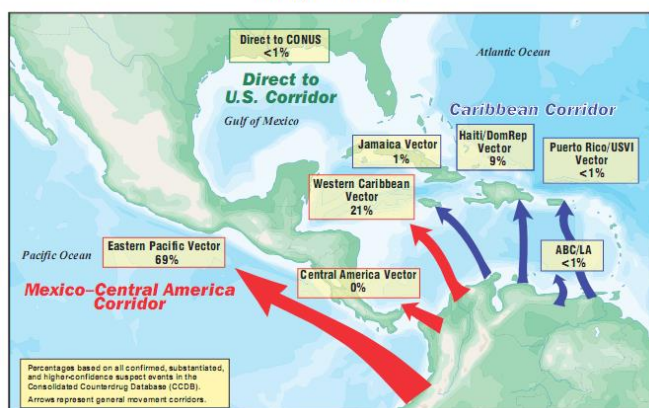 Direct to CONUS
<1%
Atlantic Ocean
Direct to
U.S. Corridor
Caribbean Corridor
Gulf of Mexico
Jamaica Vector
1%
Haiti/DomRep
Vector
9%
Puerto Rico/USVI
Vector
<1%
Western Caribbean
Vector
21%
Pacific Ocean
Eastern Pacific Vector
69%
ABC/LA
<1%
Central America Vector
0%
Mexico–Central America
Corridor
Percentages based on all confirmed, substantiated,
and higher-confidence suspect events in the
Consolidated Counterdrug Database (CCDB).
Arrows represent general movement corridors.